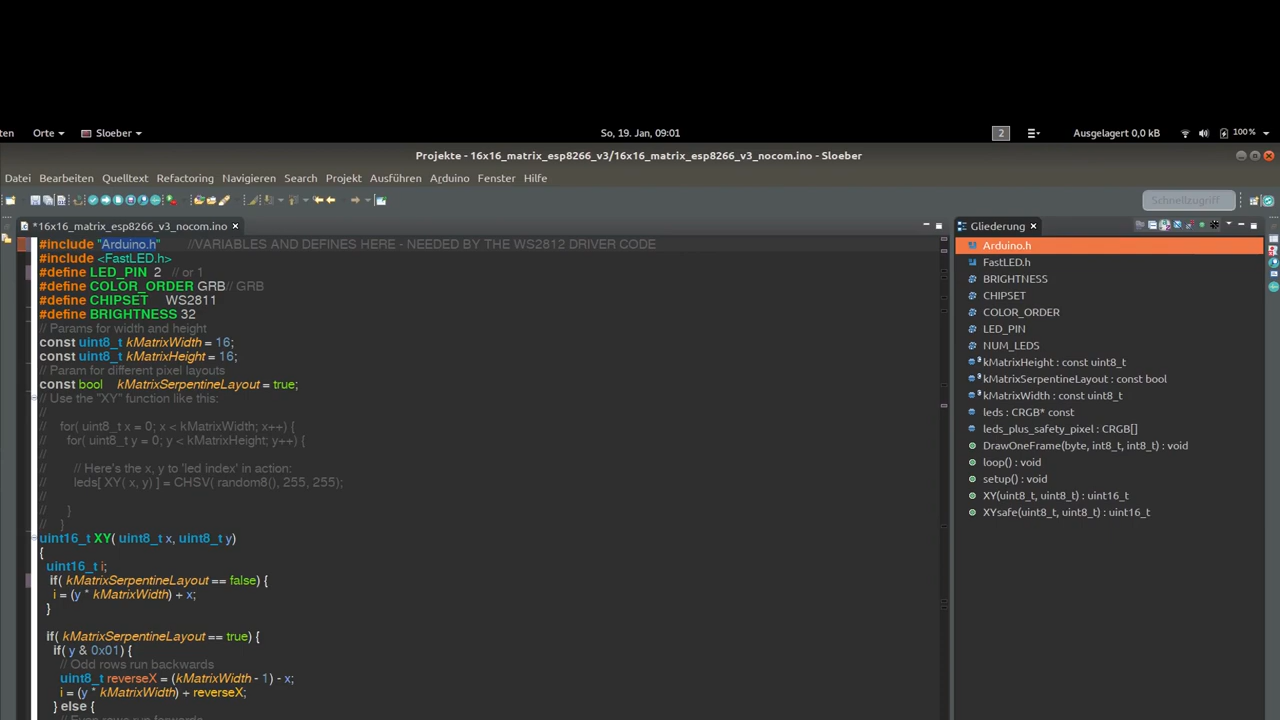 ten Orte Sloeber So, 19. Jan, 09:01 2 Ausgelagert 0,0 kB 100%
Projekte - 16x16_matrix_esp8266_v3/16x16_matrix_esp8266_v3_nocom.ino - Sloeber
Datei Bearbeiten Quelltext Refactoring Navigieren Search Projekt Ausführen Arduino Fenster Hilfe
Schnellzugriff
*16x16_matrix_esp8266_v3_nocom.ino
#include "Arduino.h" //VARIABLES AND DEFINES HERE - NEEDED BY THE WS2812 DRIVER CODE
#include <FastLED.h>
#define LED_PIN 2 // or 1
#define COLOR_ORDER GRB// GRB
#define CHIPSET WS2811
#define BRIGHTNESS 32
// Params for width and height
const uint8_t kMatrixWidth = 16;
const uint8_t kMatrixHeight = 16;
// Param for different pixel layouts
const bool kMatrixSerpentineLayout = true;
// Use the "XY" function like this:
//
// for( uint8_t x = 0; x < kMatrixWidth; x++) {
// for( uint8_t y = 0; y < kMatrixHeight; y++) {
//
// // Here's the x, y to 'led index' in action:
// leds[ XY( x, y) ] = CHSV( random8(), 255, 255);
//
// }
// }
uint16_t XY( uint8_t x, uint8_t y)
{
uint16_t i;
if( kMatrixSerpentineLayout == false) {
i = (y * kMatrixWidth) + x;
}
if( kMatrixSerpentineLayout == true) {
if( y & 0x01) {
// Odd rows run backwards
uint8_t reverseX = (kMatrixWidth - 1) - x;
i = (y * kMatrixWidth) + reverseX;
} else {
// Even rows run forwards
Gliederung
Arduino.h
FastLED.h
BRIGHTNESS
CHIPSET
COLOR_ORDER
LED_PIN
NUM_LEDS
kMatrixHeight : const uint8_t
kMatrixSerpentineLayout : const bool
kMatrixWidth : const uint8_t
leds : CRGB* const
leds_plus_safety_pixel : CRGB[]
DrawOneFrame(byte, int8_t, int8_t) : void
loop() : void
setup() : void
XY(uint8_t, uint8_t) : uint16_t
XYsafe(uint8_t, uint8_t) : uint16_t